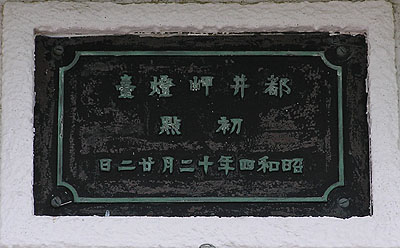 都井岬燈臺
初點
昭和四年十二月廿二日